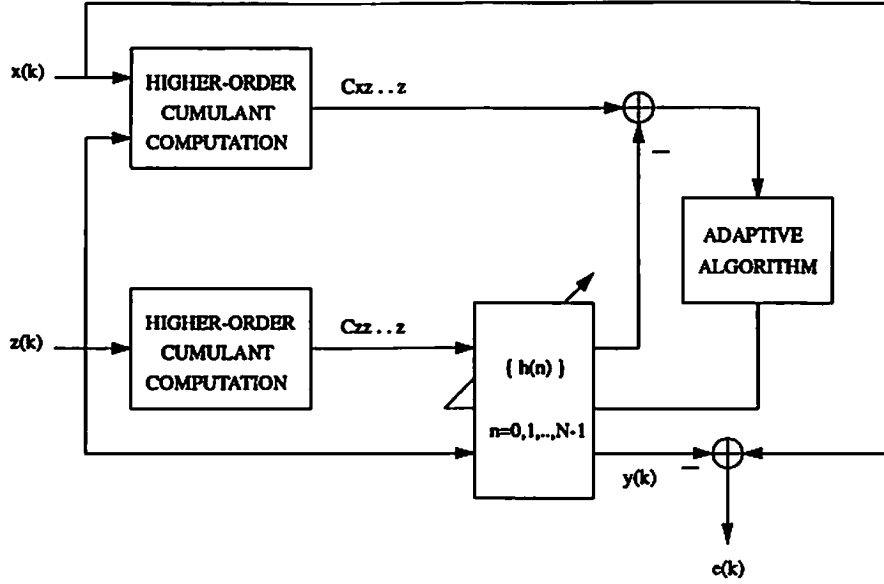 x(k)
HIGHER-ORDER
CUMULANT
COMPUTATION
Cxz . . z
–
ADAPTIVE
ALGORITHM
z(k)
HIGHER-ORDER
CUMULANT
COMPUTATION
Czz . . z
{ h(n) }
n=0,1,..,N-1
y(k)
–
e(k)